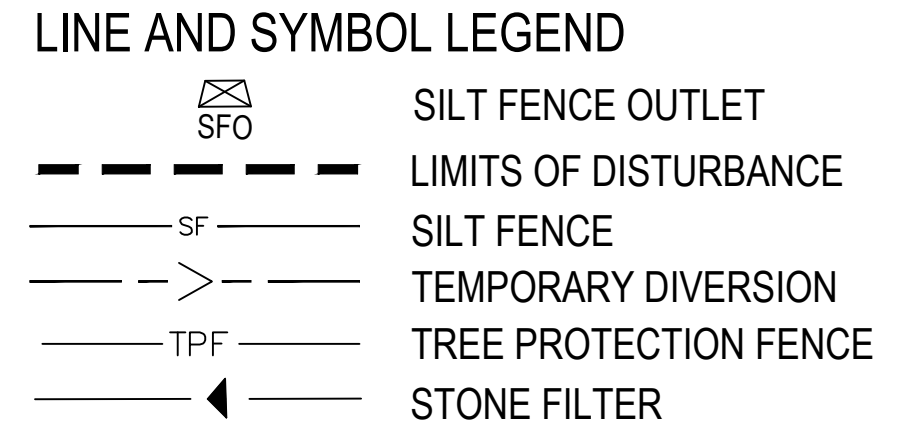 LINE AND SYMBOL LEGEND
SFO SILT FENCE OUTLET
LIMITS OF DISTURBANCE
SF SILT FENCE
TEMPORARY DIVERSION
TPF TREE PROTECTION FENCE
STONE FILTER